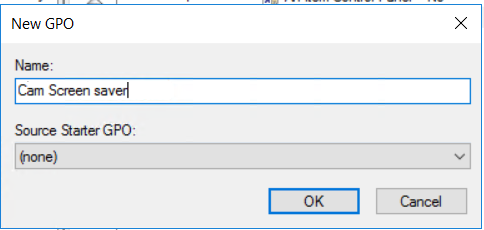 New GPO
Name:
Cam Screen saver
Source Starter GPO:
(none)
OK
Cancel